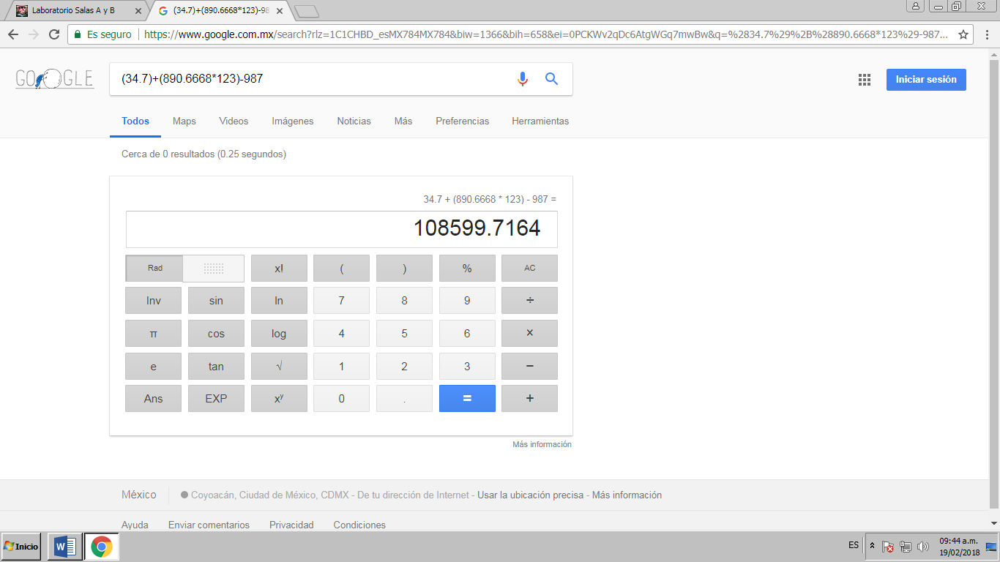 Laboratorio Salas A y B
(34.7)+(890.6668*123)-98
Es seguro
https://www.google.com.mx/search?rlz=1C1CHBD_esMX784MX784&biw=1366&bih=658&ei=0PCKWv2qDc6AtgWGq7mwBw&q=%2834.7%29%2B%28890.6668*123%29-987...
GOOGLE
(34.7)+(890.6668*123)-987
Iniciar sesión
Todos Maps Videos Imágenes Noticias Más Preferencias Herramientas
Cerca de 0 resultados (0.25 segundos)
34.7 + (890.6668 * 123) - 987 =
108599.7164
Rad x! ( ) % AC
Inv sin ln 7 8 9 ÷
π cos log 4 5 6 ×
e tan √ 1 2 3 −
Ans EXP xʸ 0 . = +
Más información
México Coyoacán, Ciudad de México, CDMX - De tu dirección de Internet - Usar la ubicación precisa - Más información
Ayuda Enviar comentarios Privacidad Condiciones
Inicio
W
ES
09:44 a.m.
19/02/2018